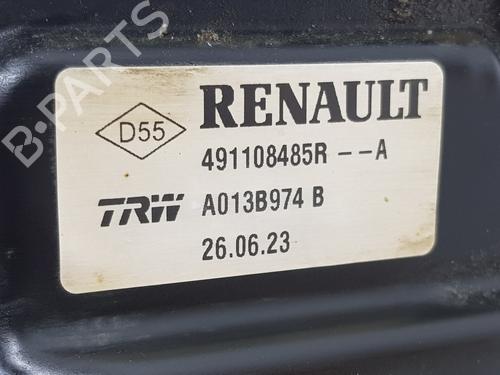 B-PARTS
D55
RENAULT
491108485R --A
TRW A013B974 B
26.06.23